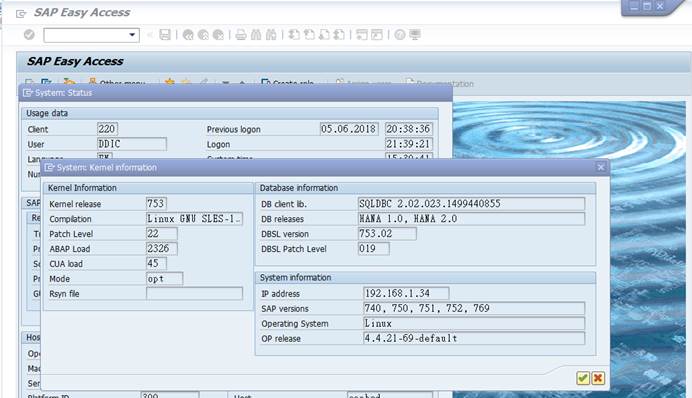 SAP Easy Access
SAP Easy Access
Other menu
Create role
Assign users
Documentation
System: Status
Usage data
Client 220 Previous logon 05.06.2018 20:38:36
User DDIC Logon 21:39:21
Language EN System time 15:30:41
System: Kernel information
Kernel Information
Kernel release 753
Compilation Linux GNU SLES-1
Patch Level 22
ABAP Load 2326
CUA load 45
Mode opt
Rsyn file
Database information
DB client lib. SQLDBC 2.02.023.1499440855
DB releases HANA 1.0, HANA 2.0
DBSL version 753.02
DBSL Patch Level 019
System information
IP address 192.168.1.34
SAP versions 740, 750, 751, 752, 769
Operating System Linux
OP release 4.4.21-69-default
SAP
Platform ID 390 Host